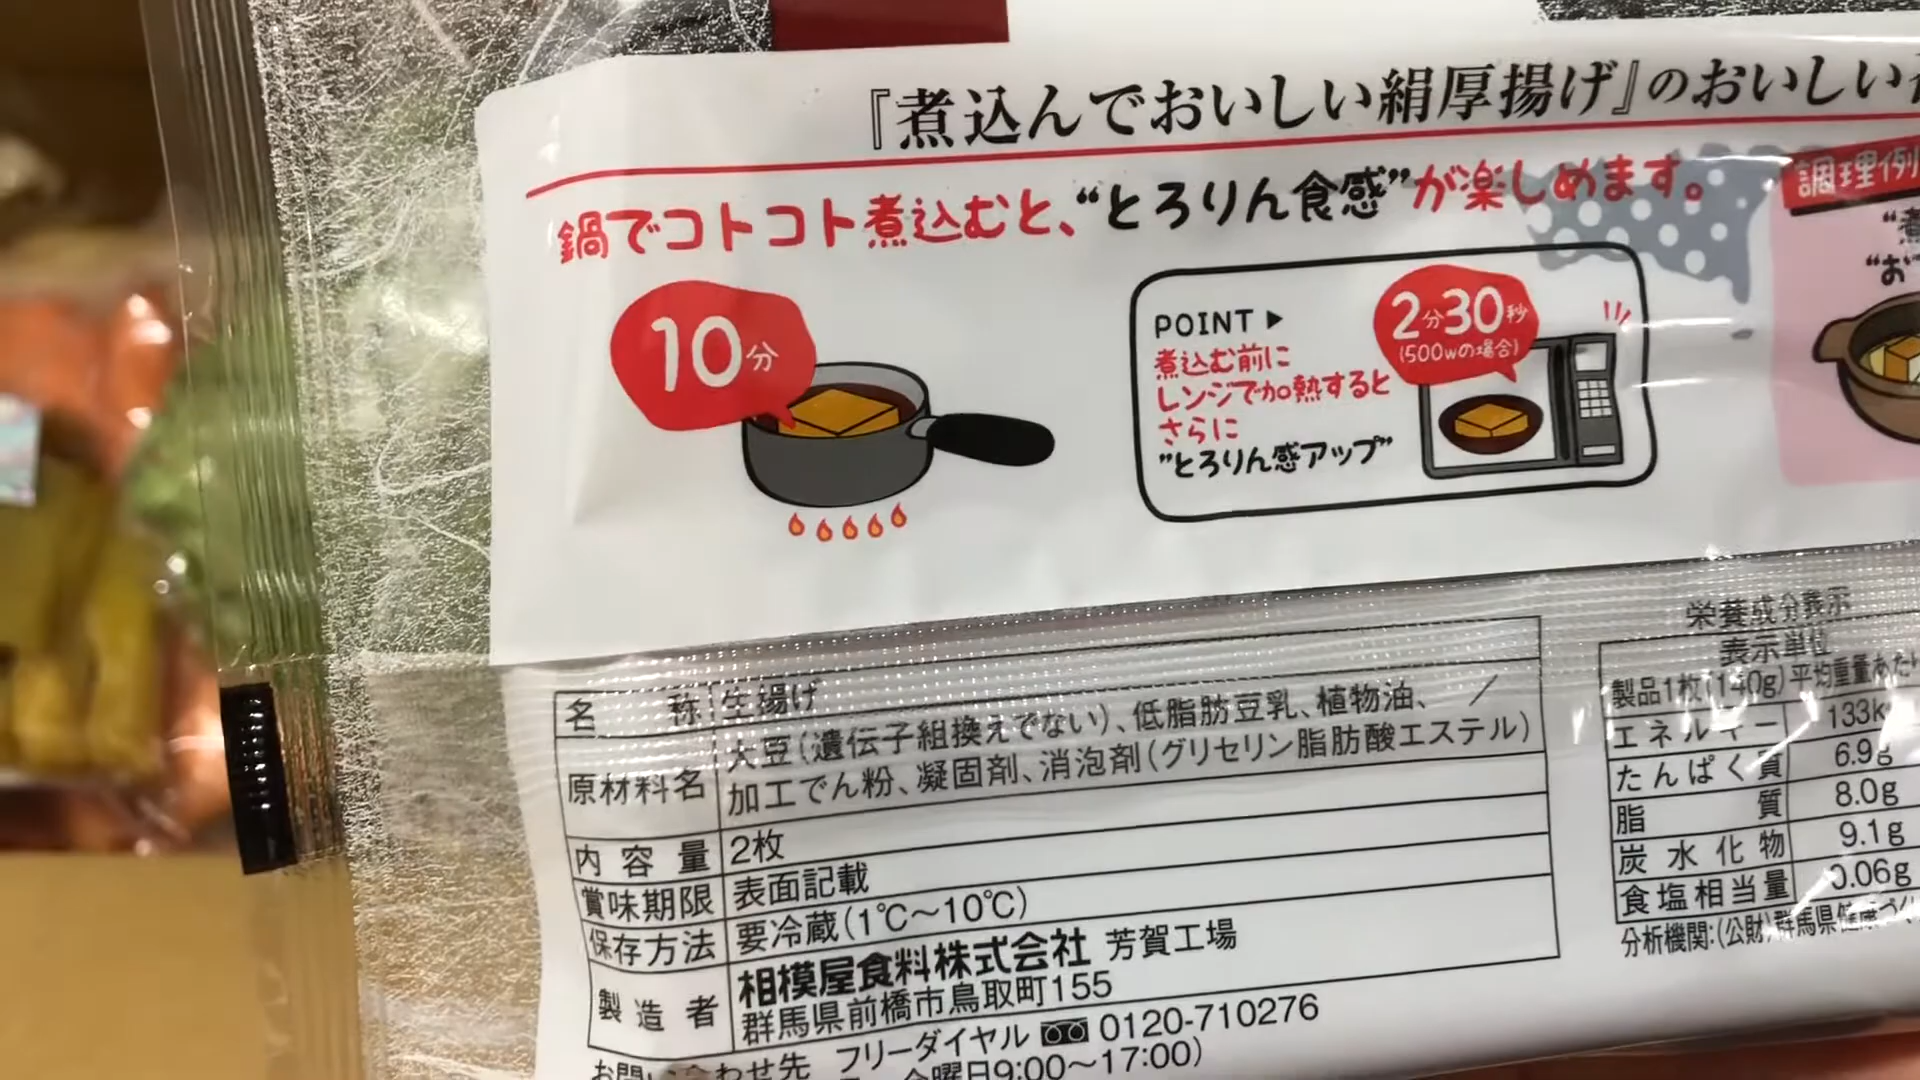 『煮込んでおいしい絹厚揚げ』のおいしい
鍋でコトコト煮込むと、“とろりん食感”が楽しめます。
10分
POINT▶
煮込む前に
レンジで加熱すると
さらに
”とろりん感アップ”
2分30秒
(500wの場合)
調理例
“煮
“お
名称 生揚げ
原材料名 大豆(遺伝子組換えでない)、低脂肪豆乳、植物油、/
加工でん粉、凝固剤、消泡剤(グリセリン脂肪酸エステル)
内容量 2枚
賞味期限 表面記載
保存方法 要冷蔵(1℃〜10℃)
製造者 相模屋食料株式会社 芳賀工場
群馬県前橋市鳥取町155
お問い合わせ先 フリーダイヤル 0120-710276
金曜日9:00〜17:00)
栄養成分表示
表示単位
製品1枚(140g)平均重量あたり
エネルギー 133k
たんぱく質 6.9g
脂質 8.0g
炭水化物 9.1g
食塩相当量 0.06g
分析機関:(公財)群馬県健康づくり